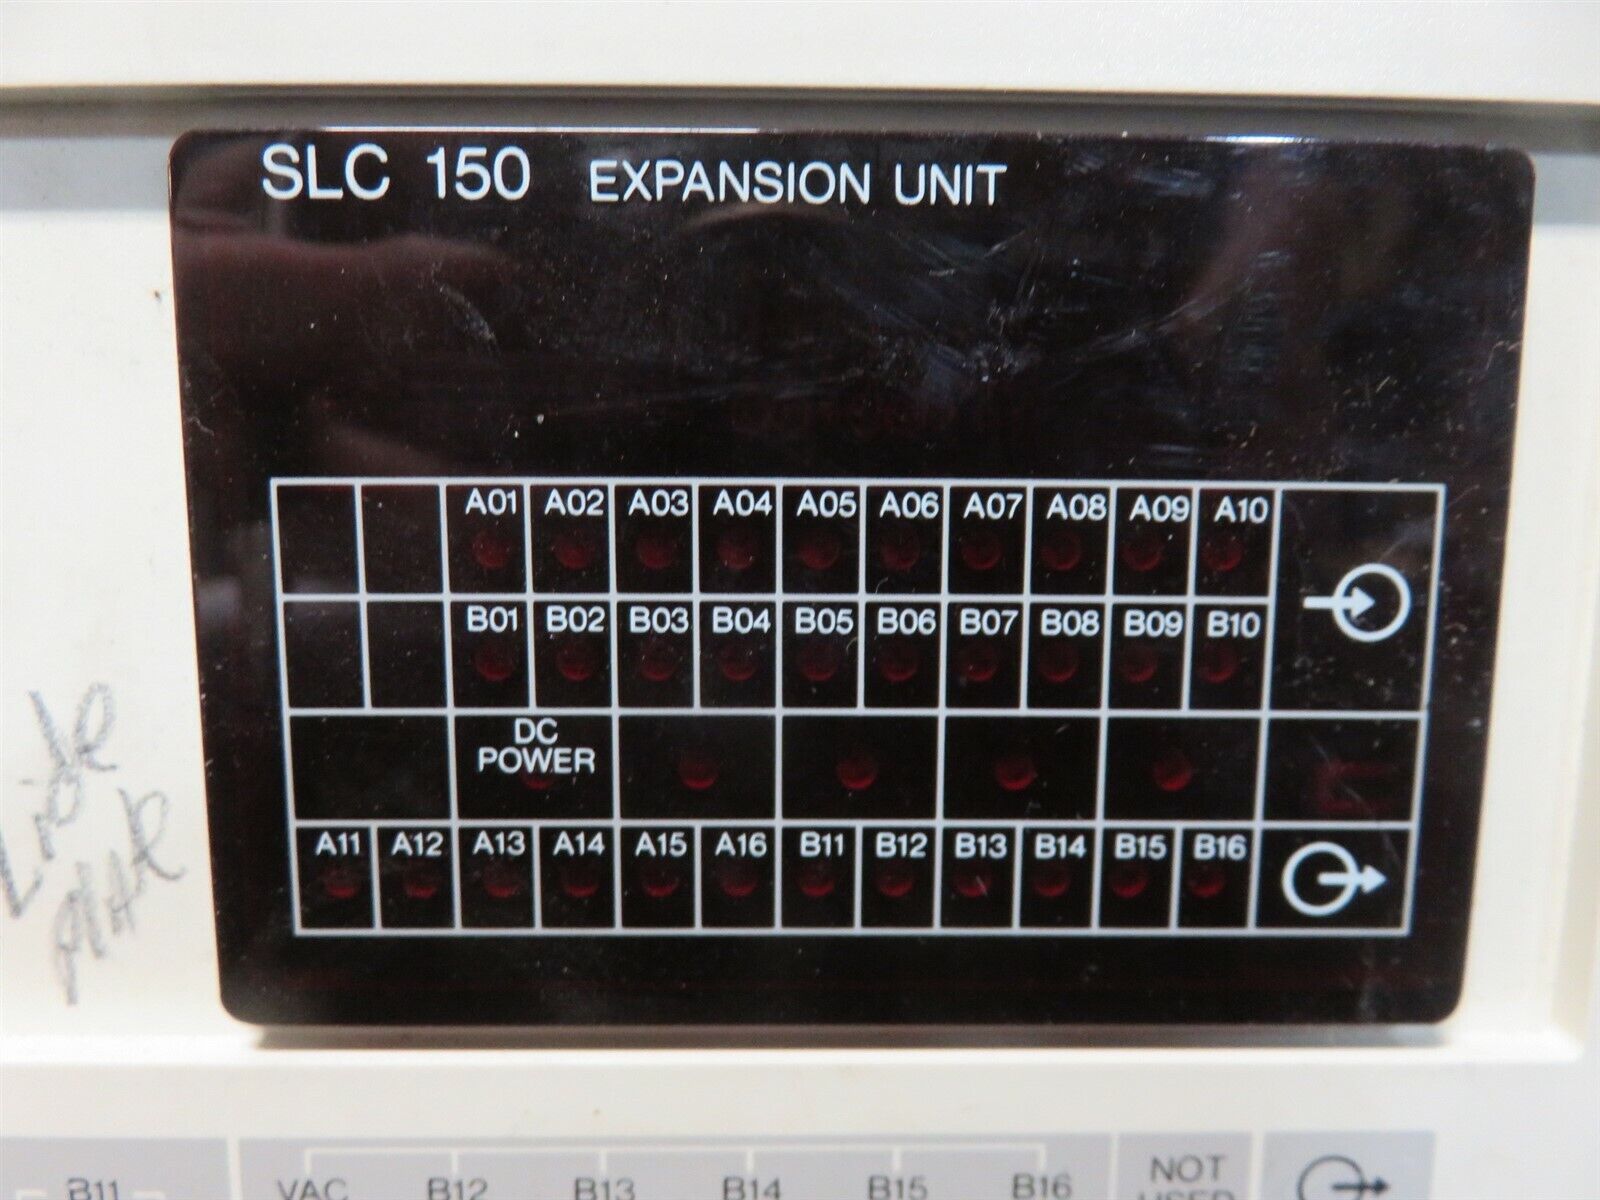 SLC 150 EXPANSION UNIT
A01 A02 A03 A04 A05 A06 A07 A08 A09 A10
B01 B02 B03 B04 B05 B06 B07 B08 B09 B10
DC
POWER
A11 A12 A13 A14 A15 A16 B11 B12 B13 B14 B15 B16
B11 VAC B12 B13 B14 B15 B16 NOT
USED